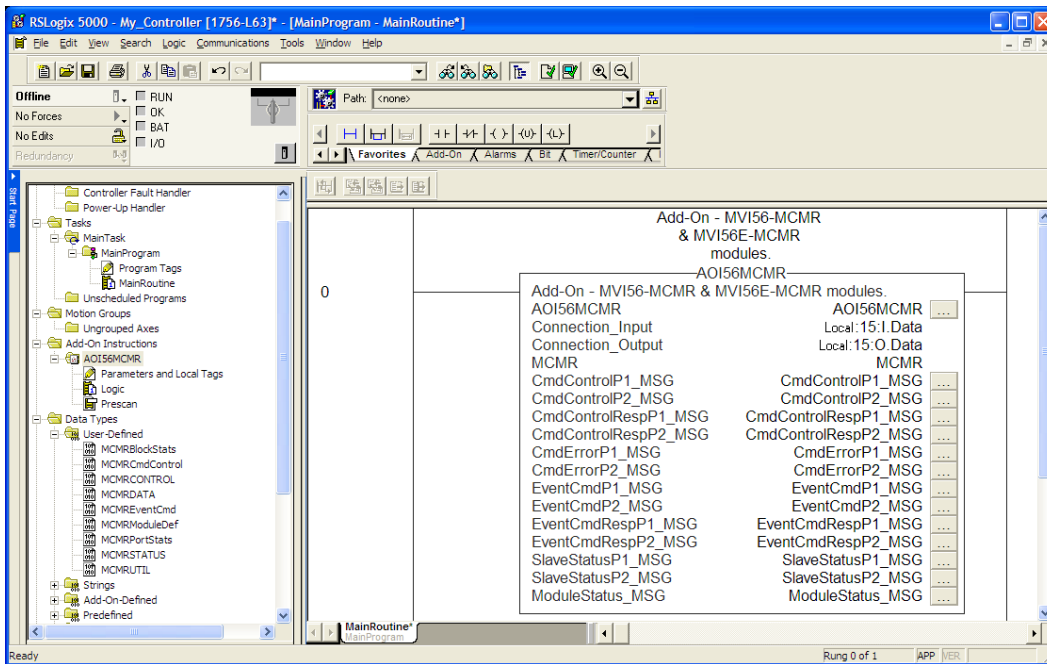 RSLogix 5000 - My_Controller [1756-L63]* - [MainProgram - MainRoutine*]
File Edit View Search Logic Communications Tools Window Help
Offline
RUN
No Forces
OK
No Edits
BAT
Redundancy
I/O
Path: <none>
Favorites Add-On Alarms Bit Timer/Counter
Start Page
Controller Fault Handler
Power-Up Handler
Tasks
MainTask
MainProgram
Program Tags
MainRoutine
Unscheduled Programs
Motion Groups
Ungrouped Axes
Add-On Instructions
AOI56MCMR
Parameters and Local Tags
Logic
Prescan
Data Types
User-Defined
MCMRBlockStats
MCMRCmdControl
MCMRCONTROL
MCMRDATA
MCMREventCmd
MCMRModuleDef
MCMRPortStats
MCMRSTATUS
MCMRUTIL
Strings
Add-On-Defined
Predefined
0
Add-On - MVI56-MCMR
& MVI56E-MCMR
modules.
AOI56MCMR
Add-On - MVI56-MCMR & MVI56E-MCMR modules.
AOI56MCMR AOI56MCMR ...
Connection_Input Local:15:I.Data
Connection_Output Local:15:O.Data
MCMR MCMR
CmdControlP1_MSG CmdControlP1_MSG ...
CmdControlP2_MSG CmdControlP2_MSG ...
CmdControlRespP1_MSG CmdControlRespP1_MSG ...
CmdControlRespP2_MSG CmdControlRespP2_MSG ...
CmdErrorP1_MSG CmdErrorP1_MSG ...
CmdErrorP2_MSG CmdErrorP2_MSG ...
EventCmdP1_MSG EventCmdP1_MSG ...
EventCmdP2_MSG EventCmdP2_MSG ...
EventCmdRespP1_MSG EventCmdRespP1_MSG ...
EventCmdRespP2_MSG EventCmdRespP2_MSG ...
SlaveStatusP1_MSG SlaveStatusP1_MSG ...
SlaveStatusP2_MSG SlaveStatusP2_MSG ...
ModuleStatus_MSG ModuleStatus_MSG ...
MainRoutine*
MainProgram
Ready
Rung 0 of 1 APP VER